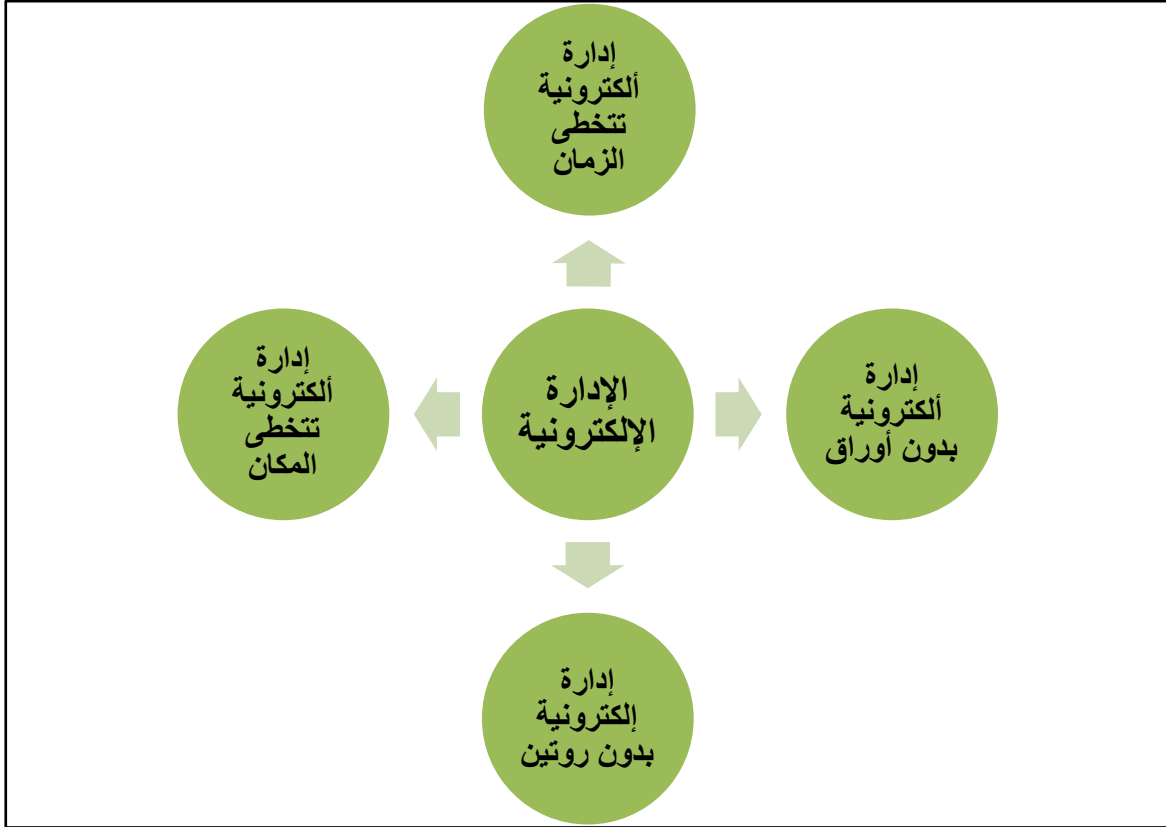 إدارة
ألكترونية
تتخطى
الزمان
إدارة
ألكترونية
بدون أوراق
الإدارة
الإلكترونية
إدارة
ألكترونية
تتخطى
المكان
إدارة
إلكترونية
بدون روتين